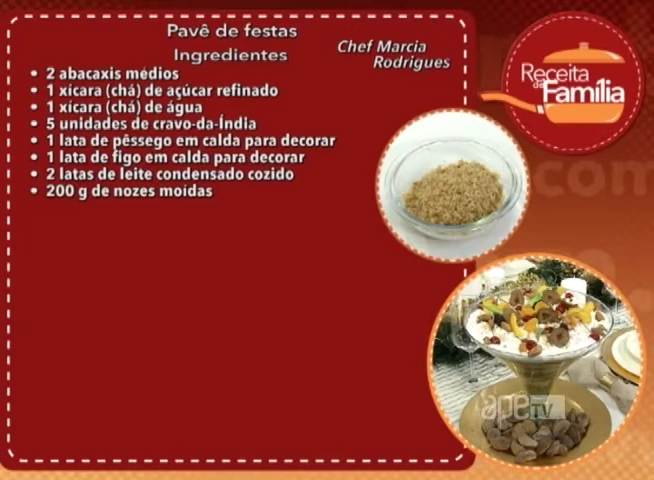 Pavê de festas
Ingredientes
Chef Marcia
Rodrigues
• 2 abacaxis médios
• 1 xícara (chá) de açúcar refinado
• 1 xícara (chá) de água
• 5 unidades de cravo-da-Índia
• 1 lata de pêssego em calda para decorar
• 1 lata de figo em calda para decorar
• 2 latas de leite condensado cozido
• 200 g de nozes moídas
Receita
da Família
.com
apê TV